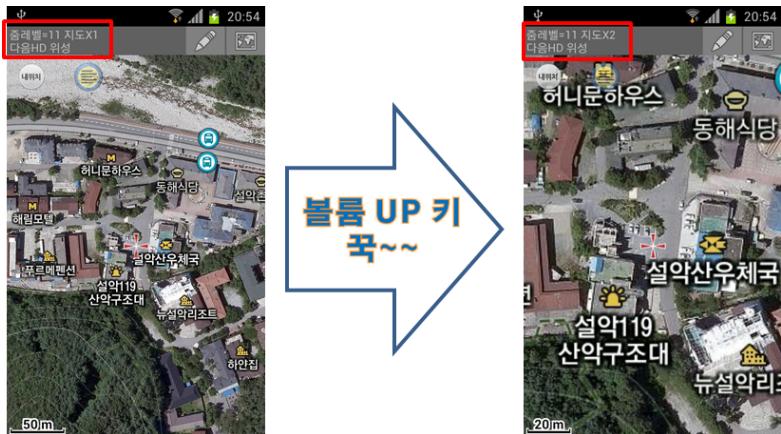 20:54
줌레벨=11 지도X1
다음HD 위성
내위치
허니문하우스
동해식당
해림모텔
설악산우체국
푸르메펜션
설악119
산악구조대
뉴설악리조트
하얀집
50 m
볼륨 UP 키
꾹~~
20:54
줌레벨=11 지도X2
다음HD 위성
내위치
허니문하우스
동해식당
설악산우체국
설악119
산악구조대
뉴설악리조
20 m